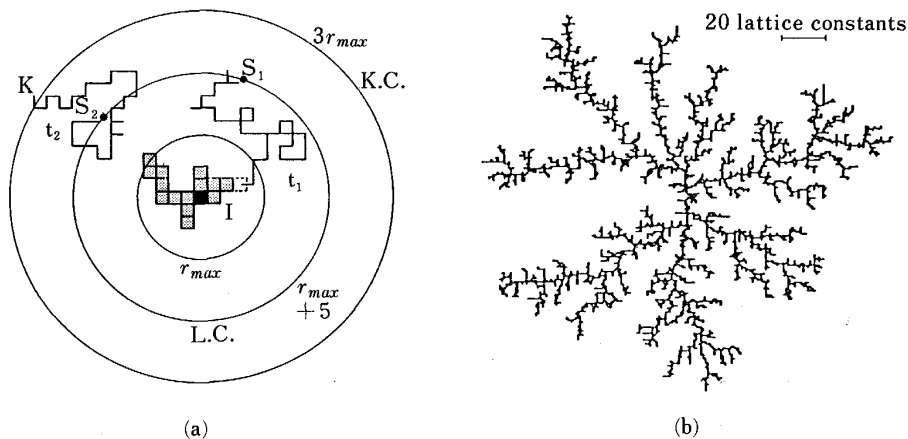 3r_max
K
S₁
K.C.
S₂
t₂
t₁
I
r_max
r_max
+5
L.C.
(a)
20 lattice constants
(b)